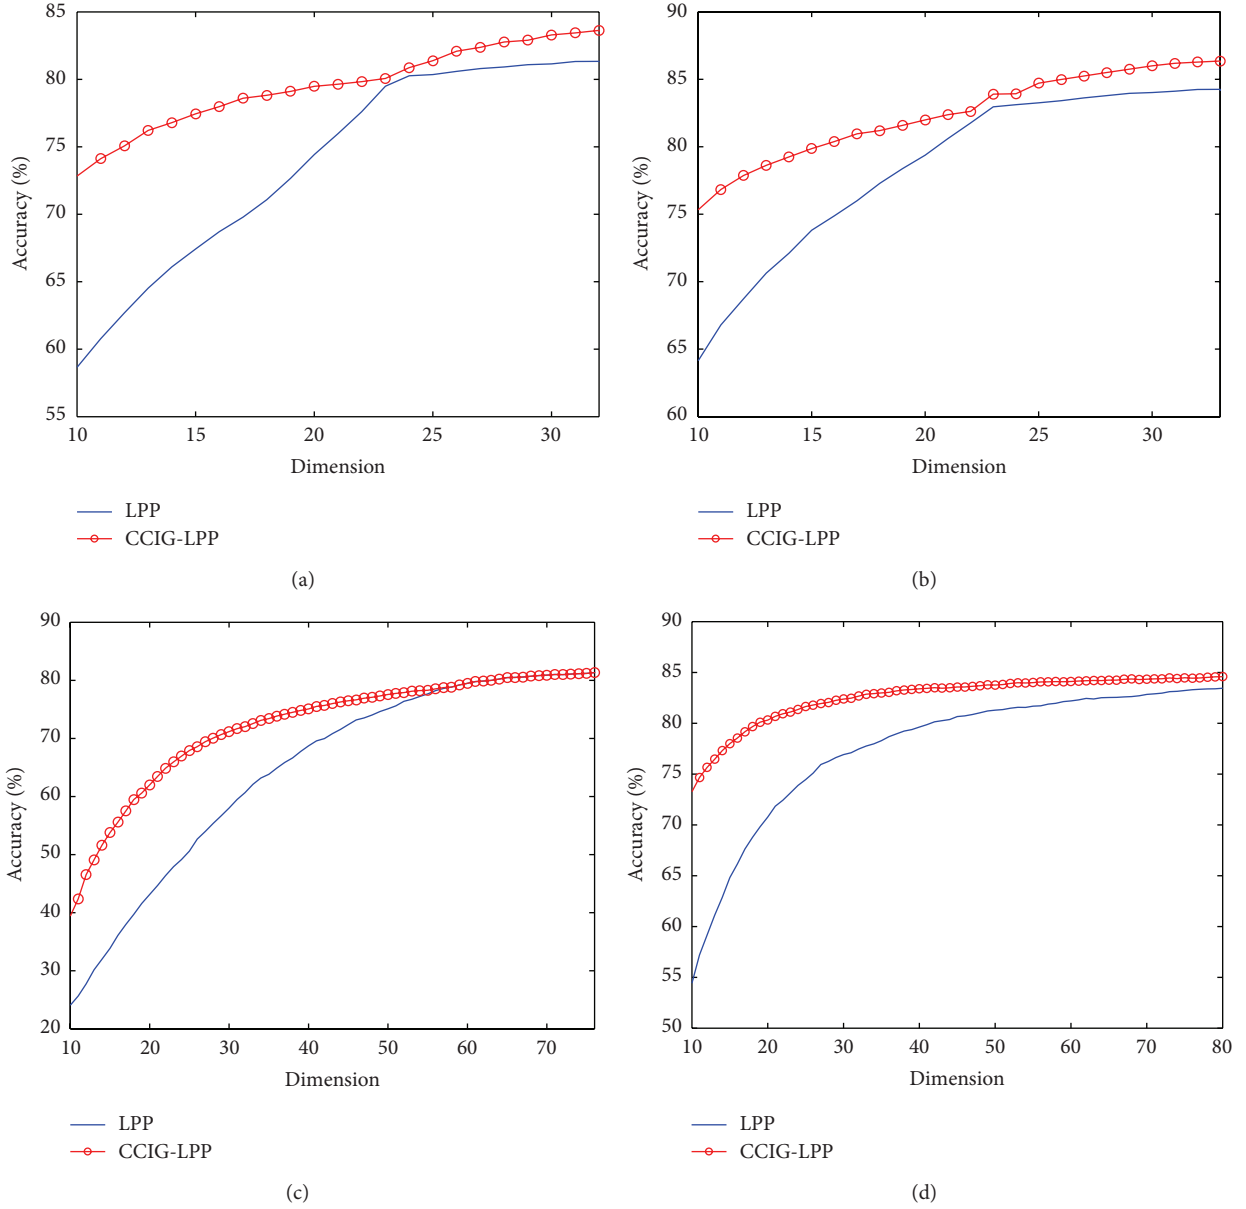 85
80
75
70
65
60
55
Accuracy (%)
10 15 20 25 30
Dimension
LPP
CCIG-LPP
(a)
90
85
80
75
70
65
60
Accuracy (%)
10 15 20 25 30
Dimension
LPP
CCIG-LPP
(b)
90
80
70
60
50
40
30
20
Accuracy (%)
10 20 30 40 50 60 70
Dimension
LPP
CCIG-LPP
(c)
90
85
80
75
70
65
60
55
50
Accuracy (%)
10 20 30 40 50 60 70 80
Dimension
LPP
CCIG-LPP
(d)